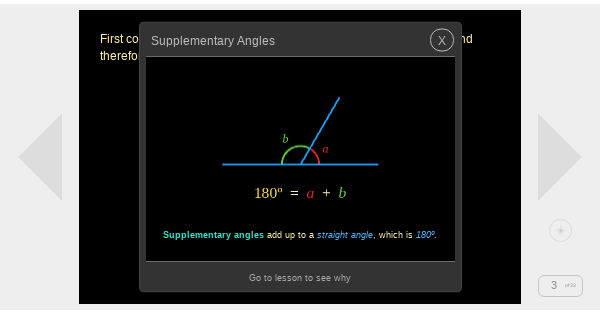 First co
nd
therefo
Supplementary Angles
X
b
a
180º = a + b
Supplementary angles add up to a straight angle, which is 180º.
Go to lesson to see why
3